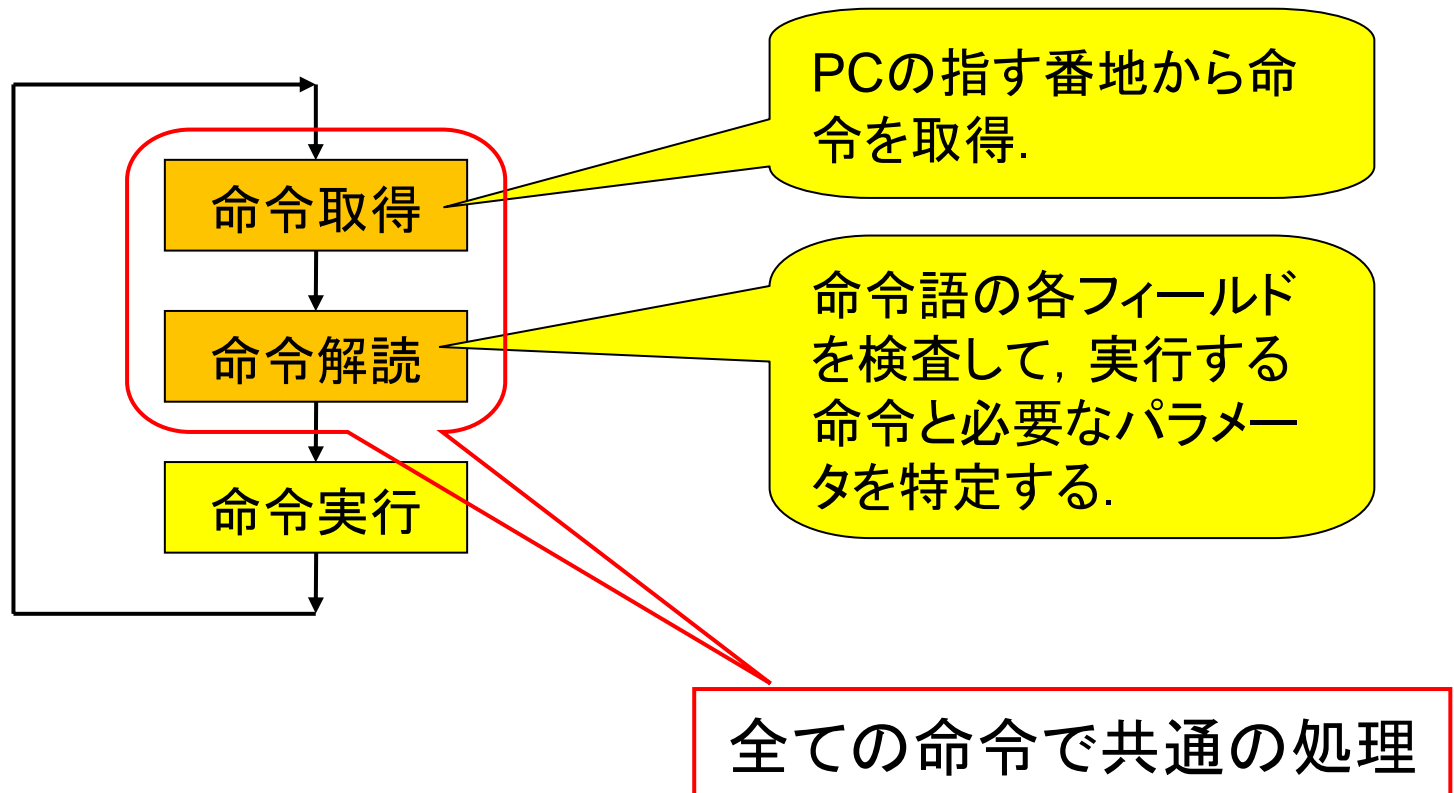 PCの指す番地から命
令を取得.
命令取得
命令語の各フィールド
を検査して, 実行する
命令と必要なパラメー
タを特定する.
命令解読
命令実行
全ての命令で共通の処理